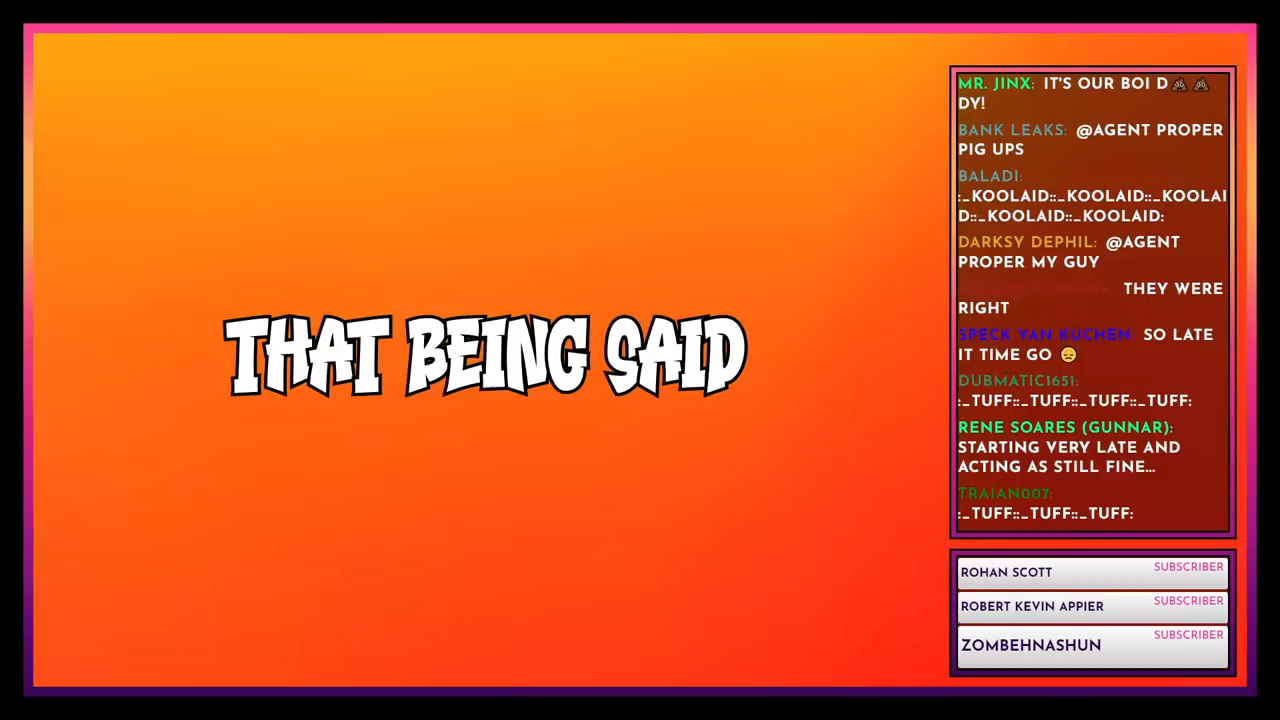 THAT BEING SAID
MR. JINX: IT'S OUR BOI D💩💩
DY!
BANK LEAKS: @AGENT PROPER
PIG UPS
BALADI:
:_KOOLAID::_KOOLAID::_KOOLAI
D::_KOOLAID::_KOOLAID:
DARKSY DEPHIL: @AGENT
PROPER MY GUY
THEY WERE
RIGHT
SPECK VAN KUCHEN: SO LATE
IT TIME GO 😞
DUBMATIC1651:
:_TUFF::_TUFF::_TUFF::_TUFF:
RENE SOARES (GUNNAR):
STARTING VERY LATE AND
ACTING AS STILL FINE...
TRAIAN007:
:_TUFF::_TUFF::_TUFF:
ROHAN SCOTT SUBSCRIBER
ROBERT KEVIN APPIER SUBSCRIBER
ZOMBEHNASHUN SUBSCRIBER